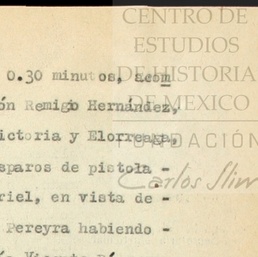 CENTRO DE
ESTUDIOS
DE HISTORIA
DE MEXICO
FUNDACIÓN
Carlos Slim
0.30 minutos, acom
ón Remigo Hernández,
ictoria y Elorreaga,
sparos de pistola -
riel, en vista de -
Pereyra habiendo -
Vicente